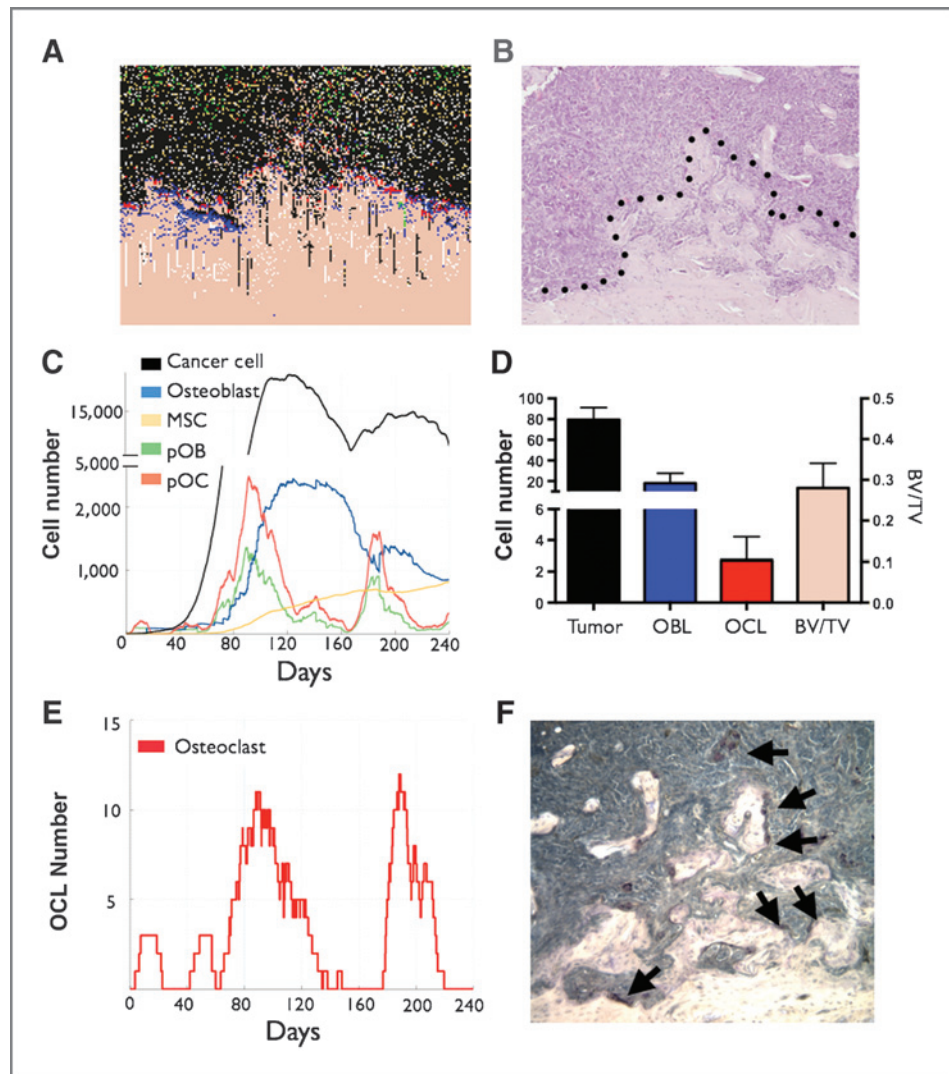 A
B
C
Cancer cell
Osteoblast
MSC
pOB
pOC
Cell number
15,000
5,000
2,000
1,000
0 40 80 120 160 200 240
Days
D
Cell number
100
80
60
40
20
6
4
2
0
0.5
0.4
0.3
0.2
0.1
0.0
BV/TV
Tumor OBL OCL BV/TV
E
Osteoclast
OCL Number
15
10
5
0 40 80 120 160 200 240
Days
F